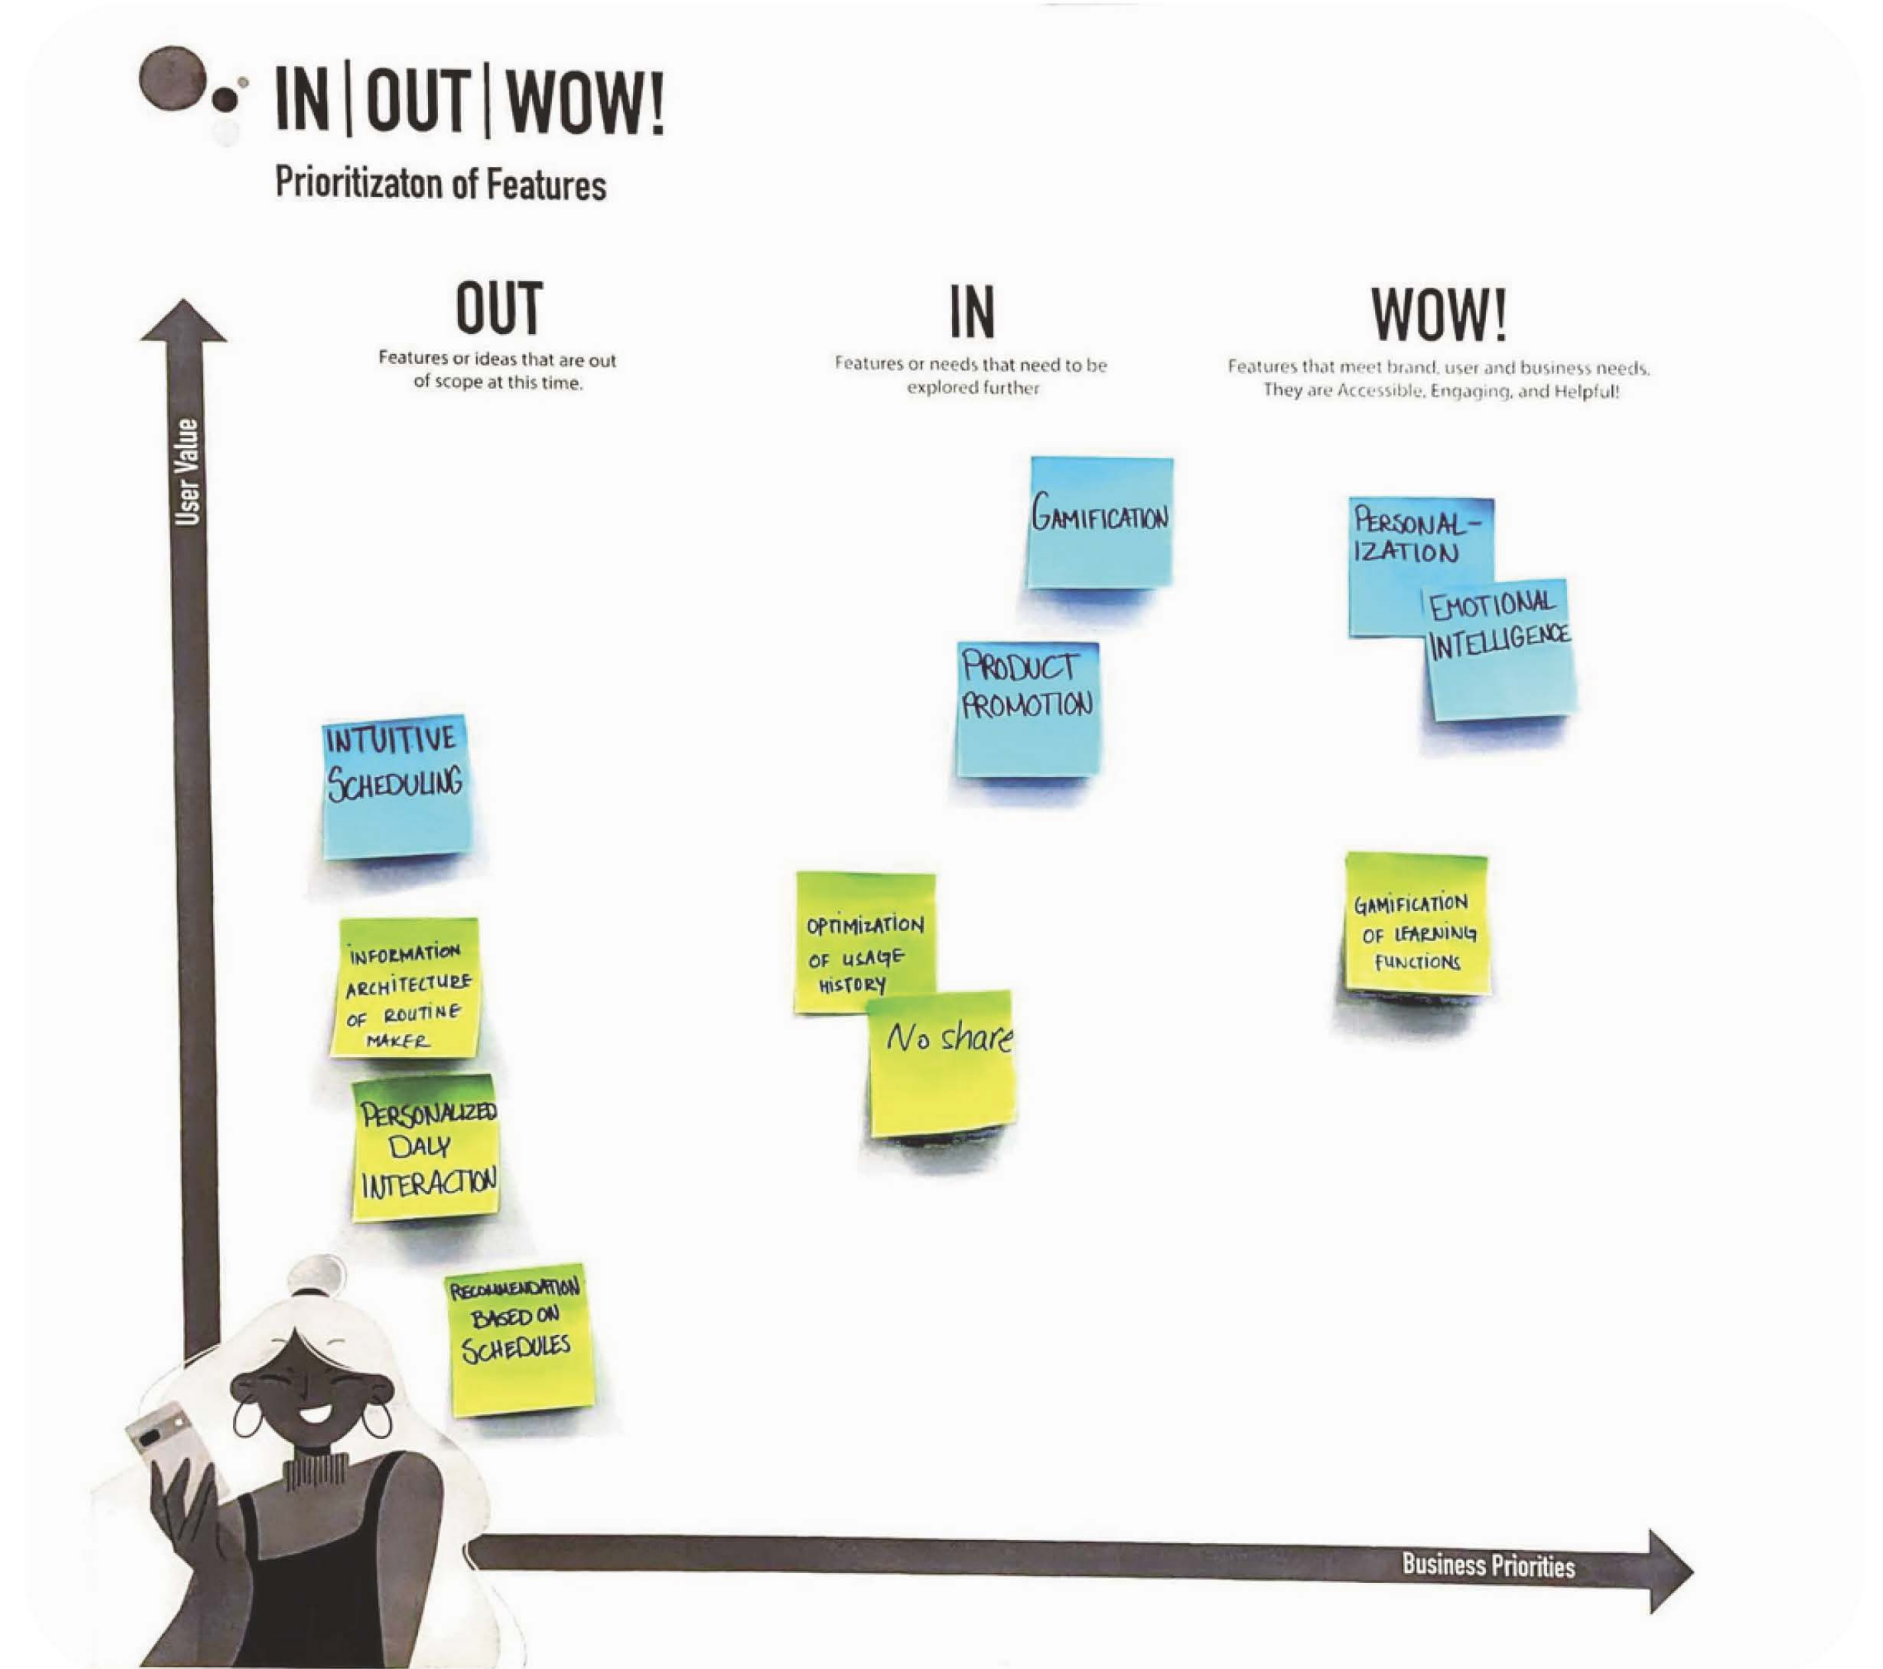 IN|OUT|WOW!
Prioritizaton of Features
OUT
Features or ideas that are out
of scope at this time.
IN
Features or needs that need to be
explored further
WOW!
Features that meet brand, user and business needs.
They are Accessible, Engaging, and Helpful!
User Value
GAMIFICATION
PERSONAL-
IZATION
EMOTIONAL
INTELLIGENCE
PRODUCT
PROMOTION
INTUITIVE
SCHEDULING
INFORMATION
ARCHITECTURE
OF ROUTINE
MAKER
OPTIMIZATION
OF USAGE
HISTORY
No share
GAMIFICATION
OF LEARNING
FUNCTIONS
PERSONALIZED
DALY
INTERACTION
RECOMMENDATION
BASED ON
SCHEDULES
Business Priorities